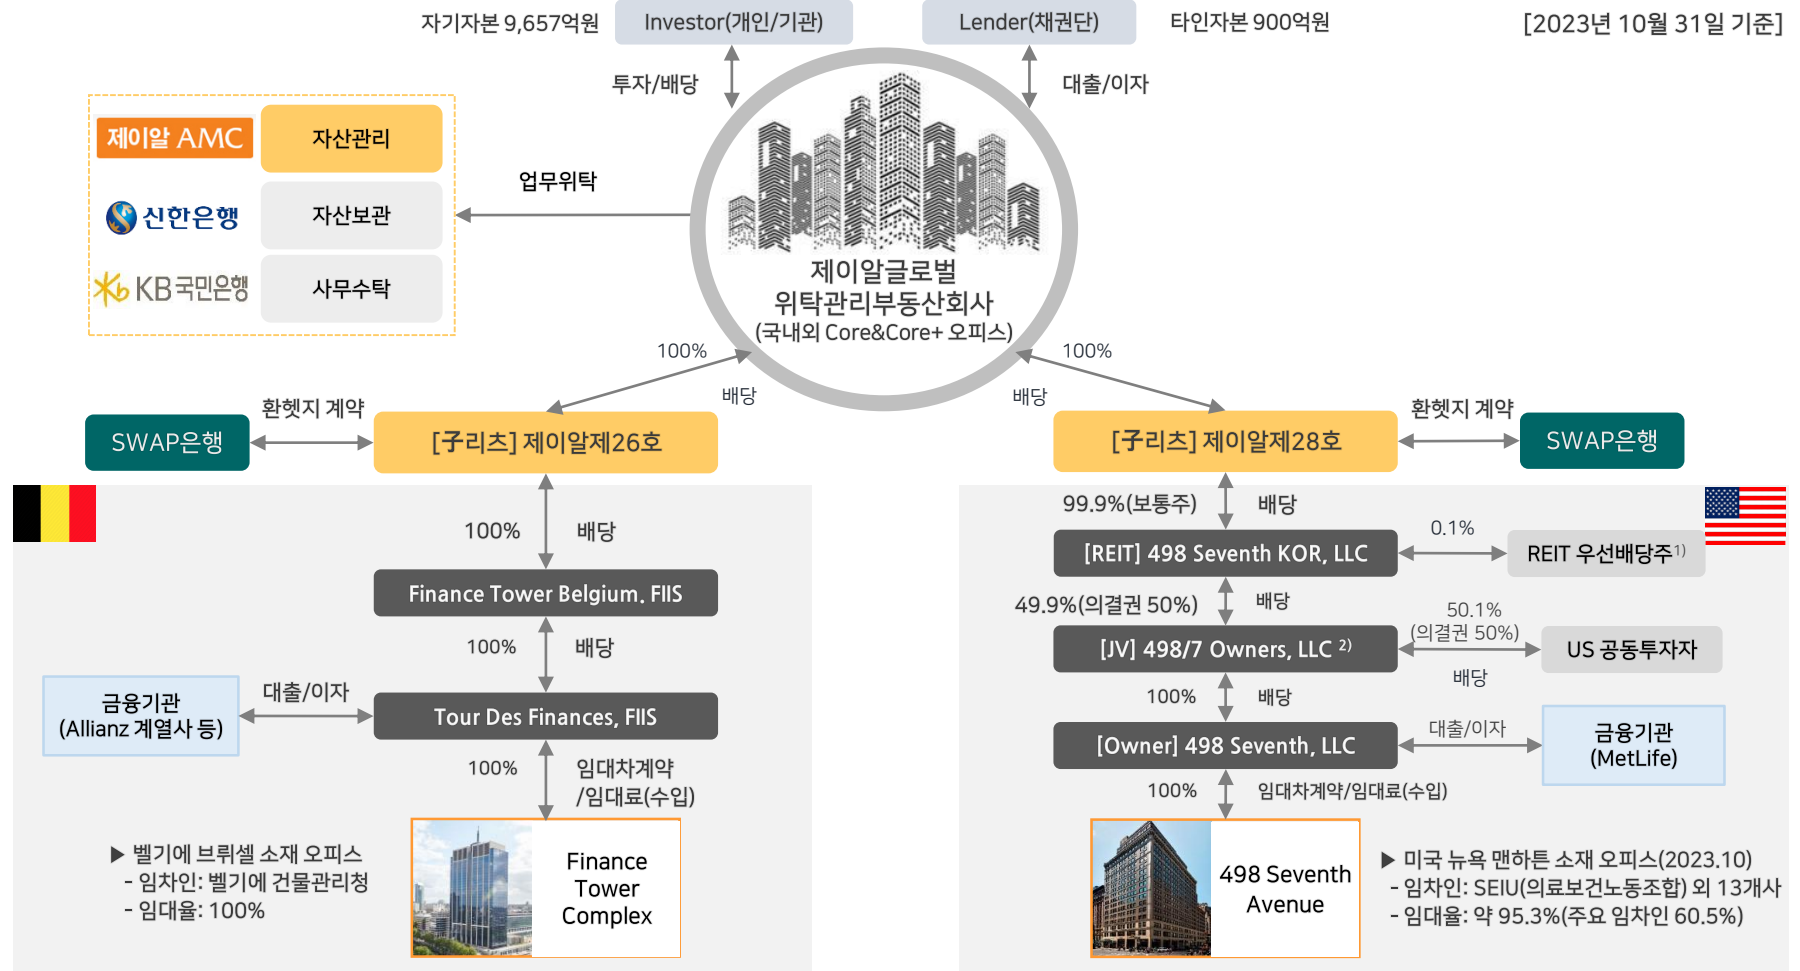 자기자본 9,657억원
Investor(개인/기관)
Lender(채권단)
타인자본 900억원
[2023년 10월 31일 기준]
투자/배당
대출/이자
제이알 AMC
자산관리
신한은행
자산보관
KB국민은행
사무수탁
업무위탁
제이알글로벌
위탁관리부동산회사
(국내외 Core&Core+ 오피스)
100%
배당
100%
배당
SWAP은행
환헷지 계약
[子리츠] 제이알제26호
[子리츠] 제이알제28호
환헷지 계약
SWAP은행
100%
배당
Finance Tower Belgium. FIIS
100%
배당
금융기관
(Allianz 계열사 등)
대출/이자
Tour Des Finances, FIIS
100%
임대차계약
/임대료(수입)
▶ 벨기에 브뤼셀 소재 오피스
- 임차인: 벨기에 건물관리청
- 임대율: 100%
Finance
Tower
Complex
99.9%(보통주)
배당
[REIT] 498 Seventh KOR, LLC
0.1%
REIT 우선배당주1)
49.9%(의결권 50%)
배당
[JV] 498/7 Owners, LLC 2)
50.1%
(의결권 50%)
배당
US 공동투자자
100%
배당
[Owner] 498 Seventh, LLC
대출/이자
금융기관
(MetLife)
100%
임대차계약/임대료(수입)
498 Seventh
Avenue
▶ 미국 뉴욕 맨하튼 소재 오피스(2023.10)
- 임차인: SEIU(의료보건노동조합) 외 13개사
- 임대율: 약 95.3%(주요 임차인 60.5%)